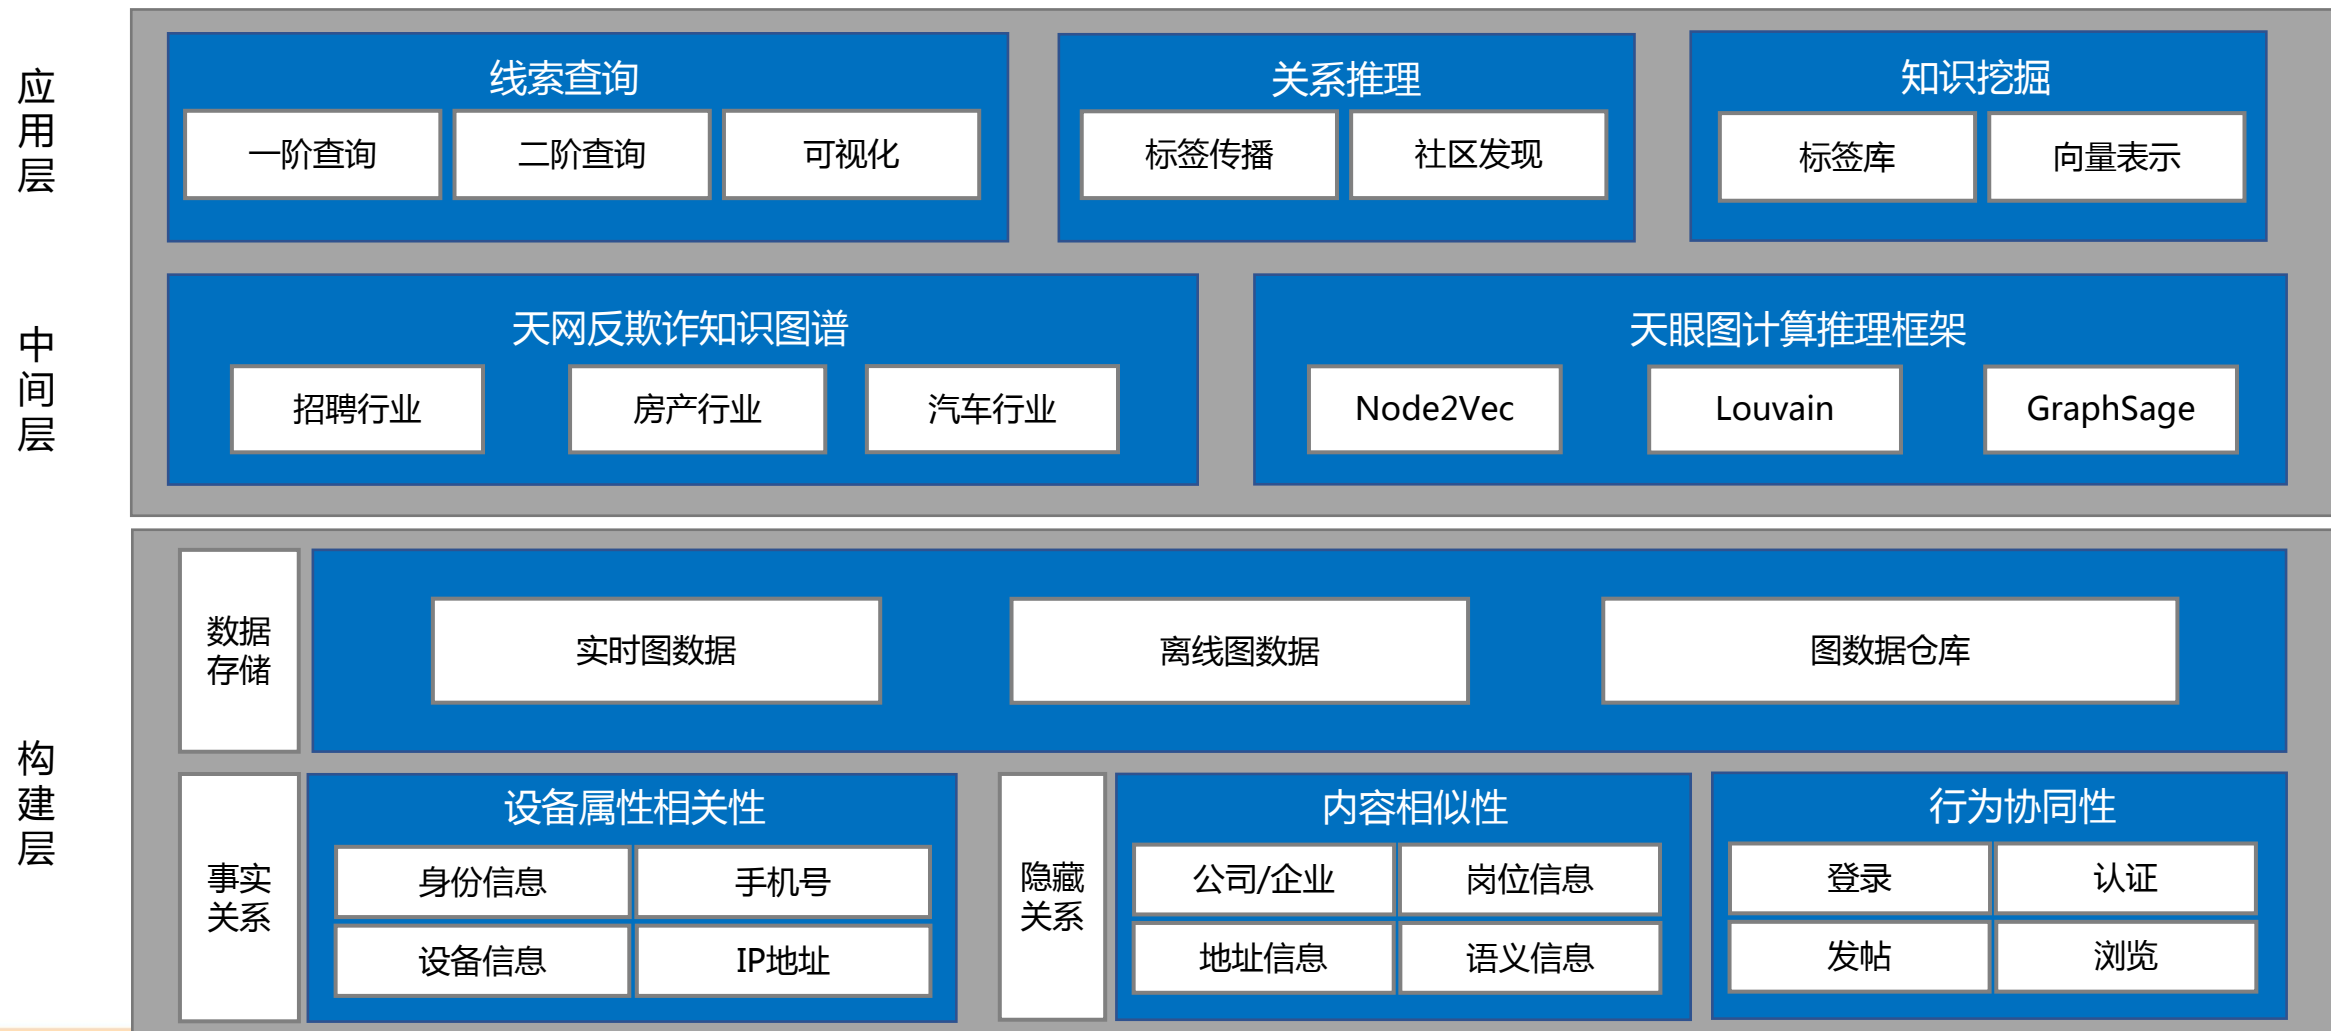 应用层
线索查询
一阶查询
二阶查询
可视化
关系推理
标签传播
社区发现
知识挖掘
标签库
向量表示
中间层
天网反欺诈知识图谱
招聘行业
房产行业
汽车行业
天眼图计算推理框架
Node2Vec
Louvain
GraphSage
构建层
数据
存储
实时图数据
离线图数据
图数据仓库
事实
关系
设备属性相关性
身份信息
手机号
设备信息
IP地址
隐藏
关系
内容相似性
公司/企业
岗位信息
地址信息
语义信息
行为协同性
登录
认证
发帖
浏览